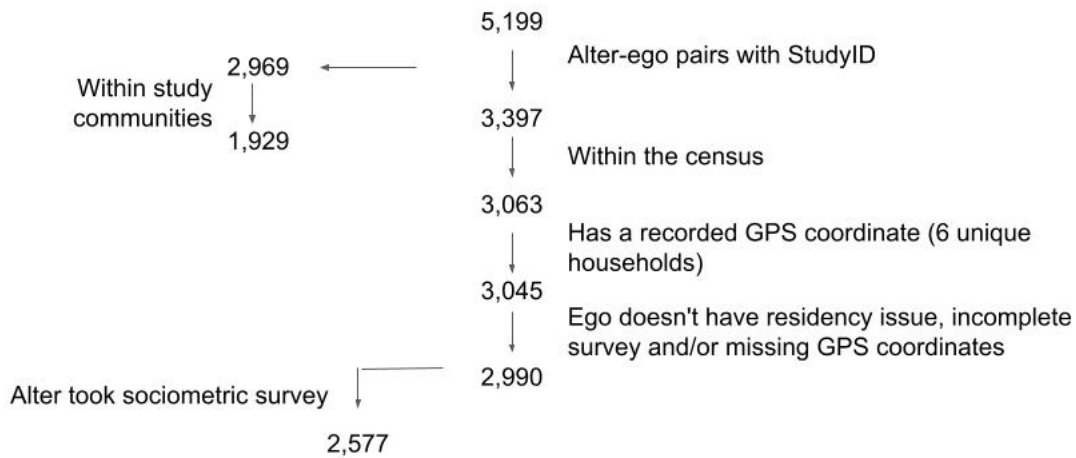 5,199
Alter-ego pairs with StudyID
2,969
Within study
communities
1,929
3,397
Within the census
3,063
Has a recorded GPS coordinate (6 unique
households)
3,045
Ego doesn't have residency issue, incomplete
survey and/or missing GPS coordinates
2,990
Alter took sociometric survey
2,577